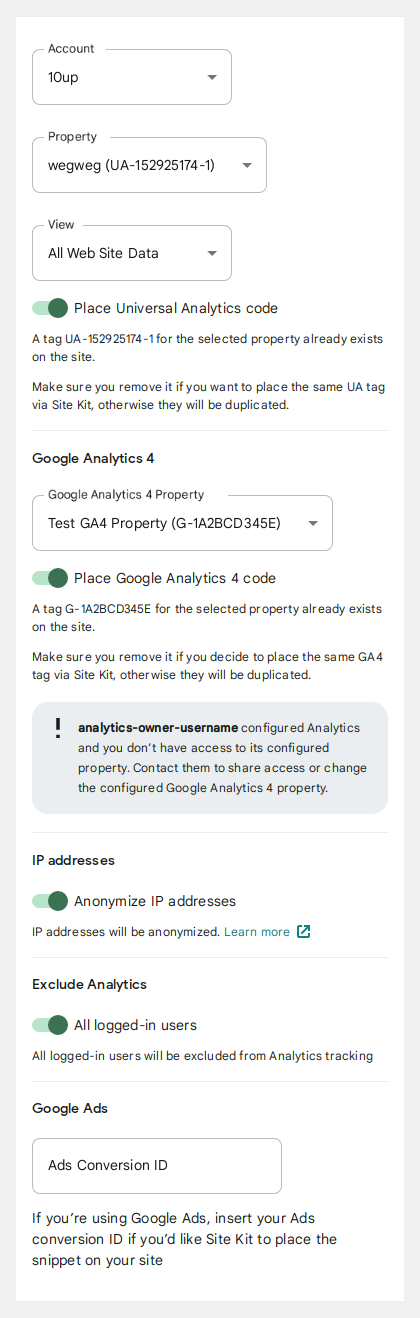 Account
10up
Property
wegweg (UA-152925174-1)
View
All Web Site Data
Place Universal Analytics code
A tag UA-152925174-1 for the selected property already exists
on the site.
Make sure you remove it if you want to place the same UA tag
via Site Kit, otherwise they will be duplicated.
Google Analytics 4
Google Analytics 4 Property
Test GA4 Property (G-1A2BCD345E)
Place Google Analytics 4 code
A tag G-1A2BCD345E for the selected property already exists
on the site.
Make sure you remove it if you decide to place the same GA4
tag via Site Kit, otherwise they will be duplicated.
analytics-owner-username configured Analytics
and you don’t have access to its configured
property. Contact them to share access or change
the configured Google Analytics 4 property.
IP addresses
Anonymize IP addresses
IP addresses will be anonymized. Learn more
Exclude Analytics
All logged-in users
All logged-in users will be excluded from Analytics tracking
Google Ads
Ads Conversion ID
If you’re using Google Ads, insert your Ads
conversion ID if you’d like Site Kit to place the
snippet on your site